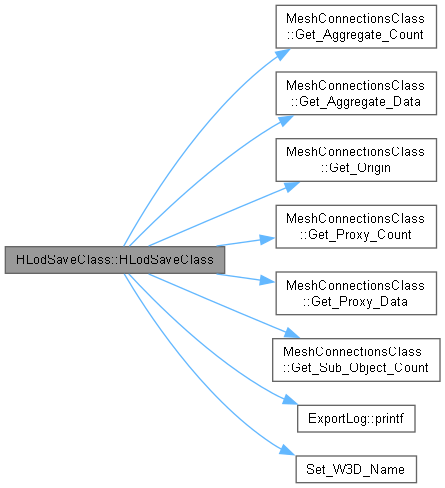 MeshConnectionsClass
::Get_Aggregate_Count
MeshConnectionsClass
::Get_Aggregate_Data
MeshConnectionsClass
::Get_Origin
MeshConnectionsClass
::Get_Proxy_Count
HLodSaveClass::HLodSaveClass
MeshConnectionsClass
::Get_Proxy_Data
MeshConnectionsClass
::Get_Sub_Object_Count
ExportLog::printf
Set_W3D_Name